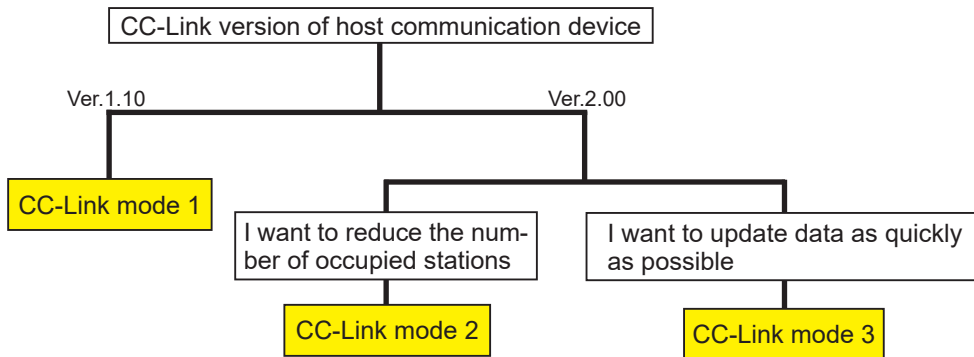 CC-Link version of host communication device
Ver.1.10
Ver.2.00
CC-Link mode 1
I want to reduce the num-
ber of occupied stations
I want to update data as quickly
as possible
CC-Link mode 2
CC-Link mode 3